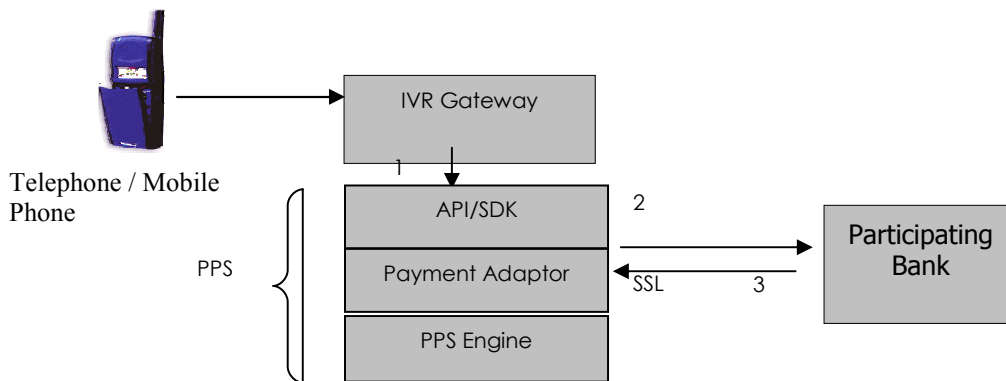 IVR Gateway
Telephone / Mobile
Phone
1
API/SDK
2
Participating
Bank
PPS
Payment Adaptor
SSL
3
PPS Engine